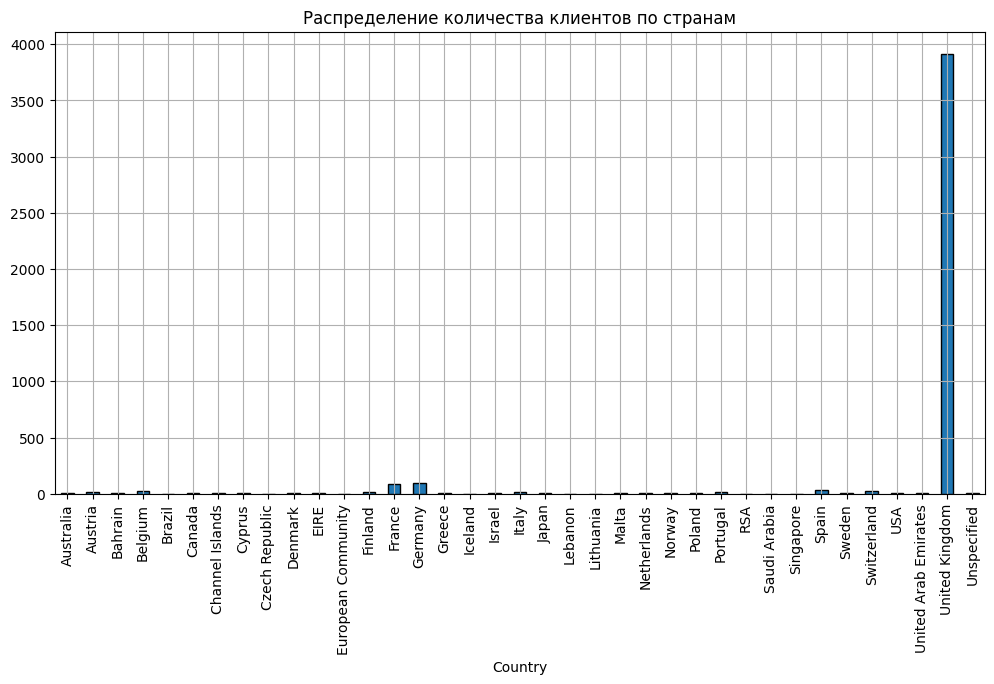 Распределение количества клиентов по странам
4000
3500
3000
2500
2000
1500
1000
500
0
Australia
Austria
Bahrain
Belgium
Brazil
Canada
Channel Islands
Cyprus
Czech Republic
Denmark
EIRE
European Community
Finland
France
Germany
Greece
Iceland
Israel
Italy
Japan
Lebanon
Lithuania
Malta
Netherlands
Norway
Poland
Portugal
RSA
Saudi Arabia
Singapore
Spain
Sweden
Switzerland
USA
United Arab Emirates
United Kingdom
Unspecified
Country